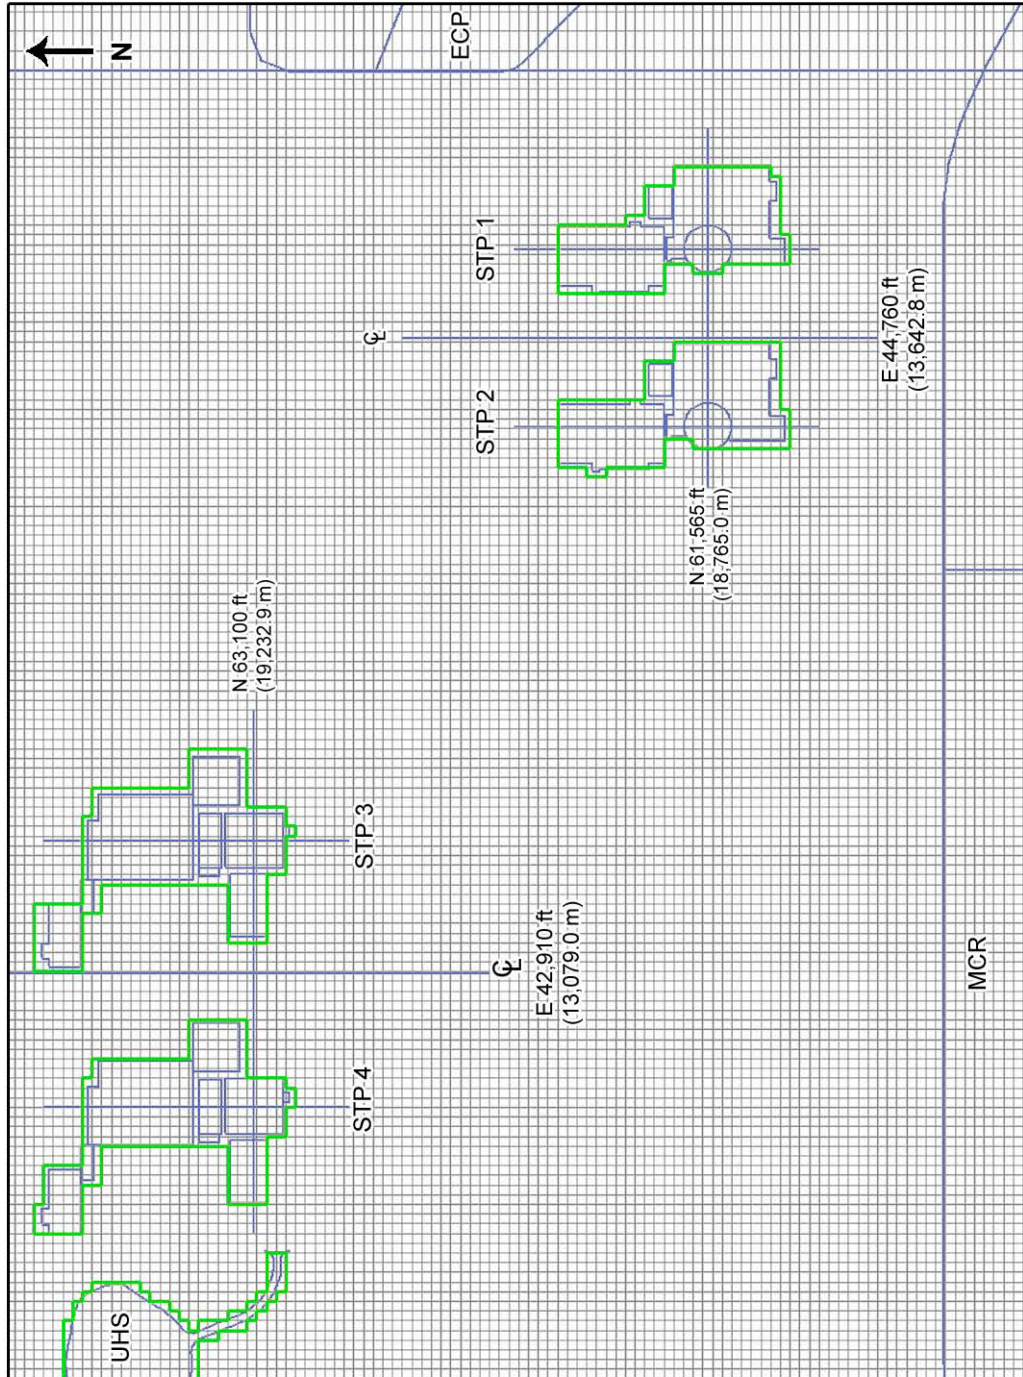 N
ECP
STP 1
℄
E 44,760 ft
(13,642.8 m)
STP 2
N 61,565 ft
(18,765.0 m)
N 63,100 ft
(19,232.9 m)
STP 3
℄
E 42,910 ft
(13,079.0 m)
MCR
STP 4
UHS